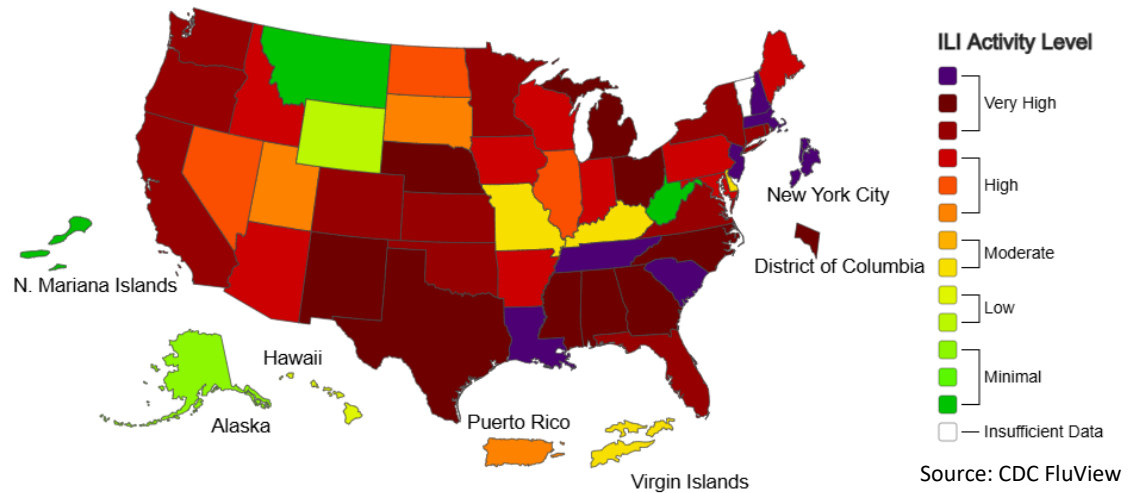 ILI Activity Level
Very High
High
Moderate
Low
Minimal
Insufficient Data
New York City
District of Columbia
N. Mariana Islands
Hawaii
Alaska
Puerto Rico
Virgin Islands
Source: CDC FluView